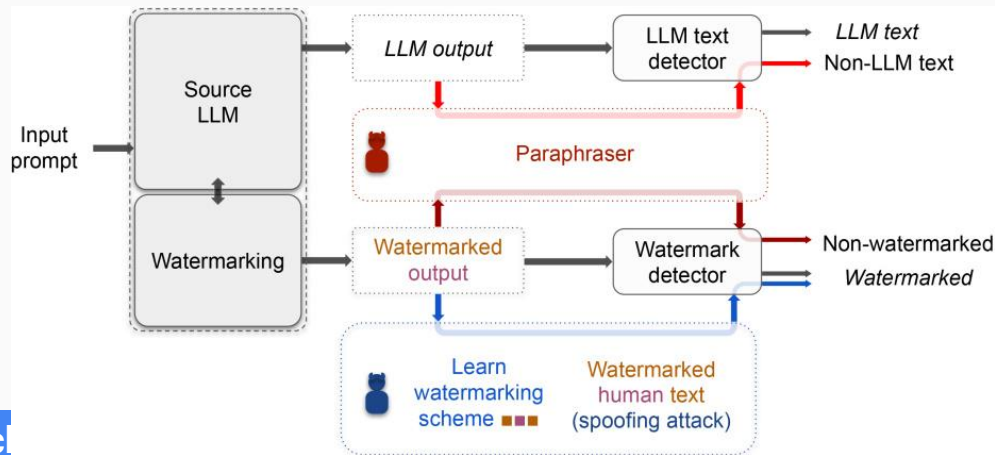 LLM output
LLM text
detector
LLM text
Non-LLM text
Source
LLM
Input
prompt
Paraphraser
Watermarking
Watermarked
output
Watermark
detector
Non-watermarked
Watermarked
Learn
watermarking
scheme
Watermarked
human text
(spoofing attack)